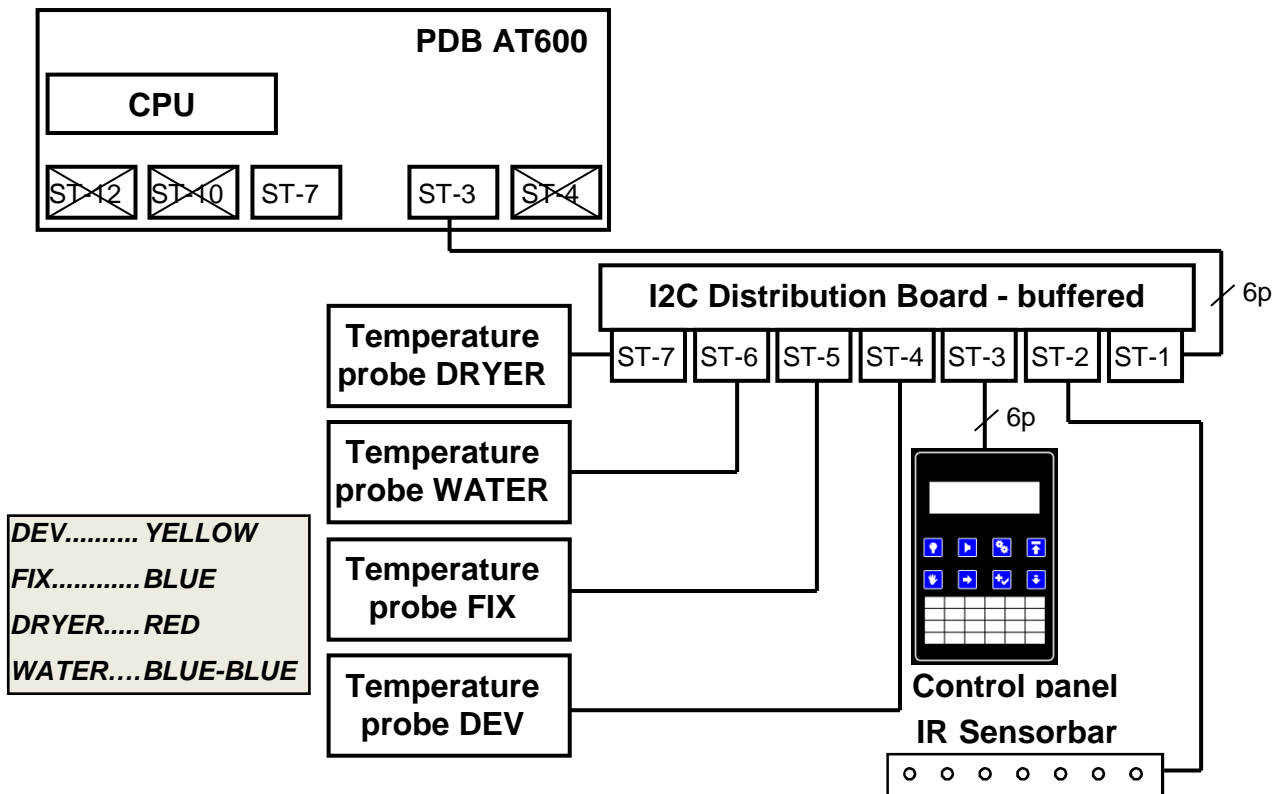 PDB AT600
CPU
ST-12
ST-10
ST-7
ST-3
ST-4
6p
I2C Distribution Board - buffered
ST-7
ST-6
ST-5
ST-4
ST-3
ST-2
ST-1
Temperature
probe DRYER
6p
Temperature
probe WATER
DEV.......... YELLOW
FIX............BLUE
DRYER.....RED
WATER....BLUE-BLUE
Temperature
probe FIX
Temperature
probe DEV
Control panel
IR Sensorbar